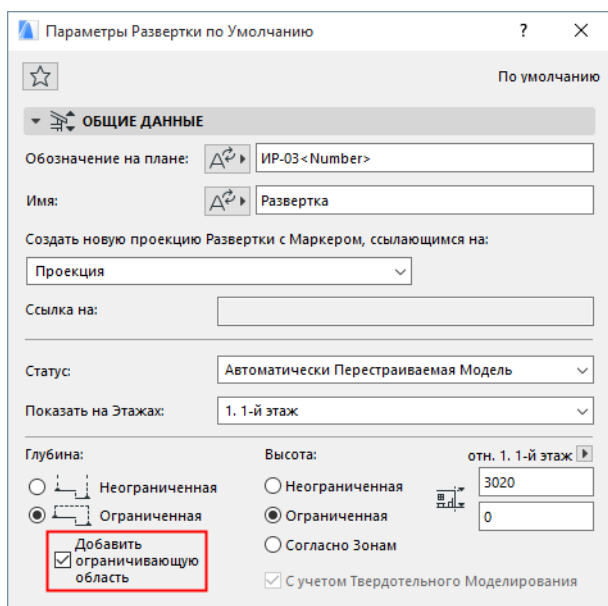 Параметры Развертки по Умолчанию
?
По умолчанию
ОБЩИЕ ДАННЫЕ
Обозначение на плане:
ИР-03<Number>
Имя:
Развертка
Создать новую проекцию Развертки с Маркером, ссылающимся на:
Проекция
Ссылка на:
Статус:
Автоматически Перестраиваемая Модель
Показать на Этажах:
1. 1-й этаж
Глубина:
Неограниченная
Ограниченная
Добавить
ограничивающую
область
Высота:
отн. 1. 1-й этаж
Неограниченная
3020
Ограниченная
0
Согласно Зонам
С учетом Твердотельного Моделирования